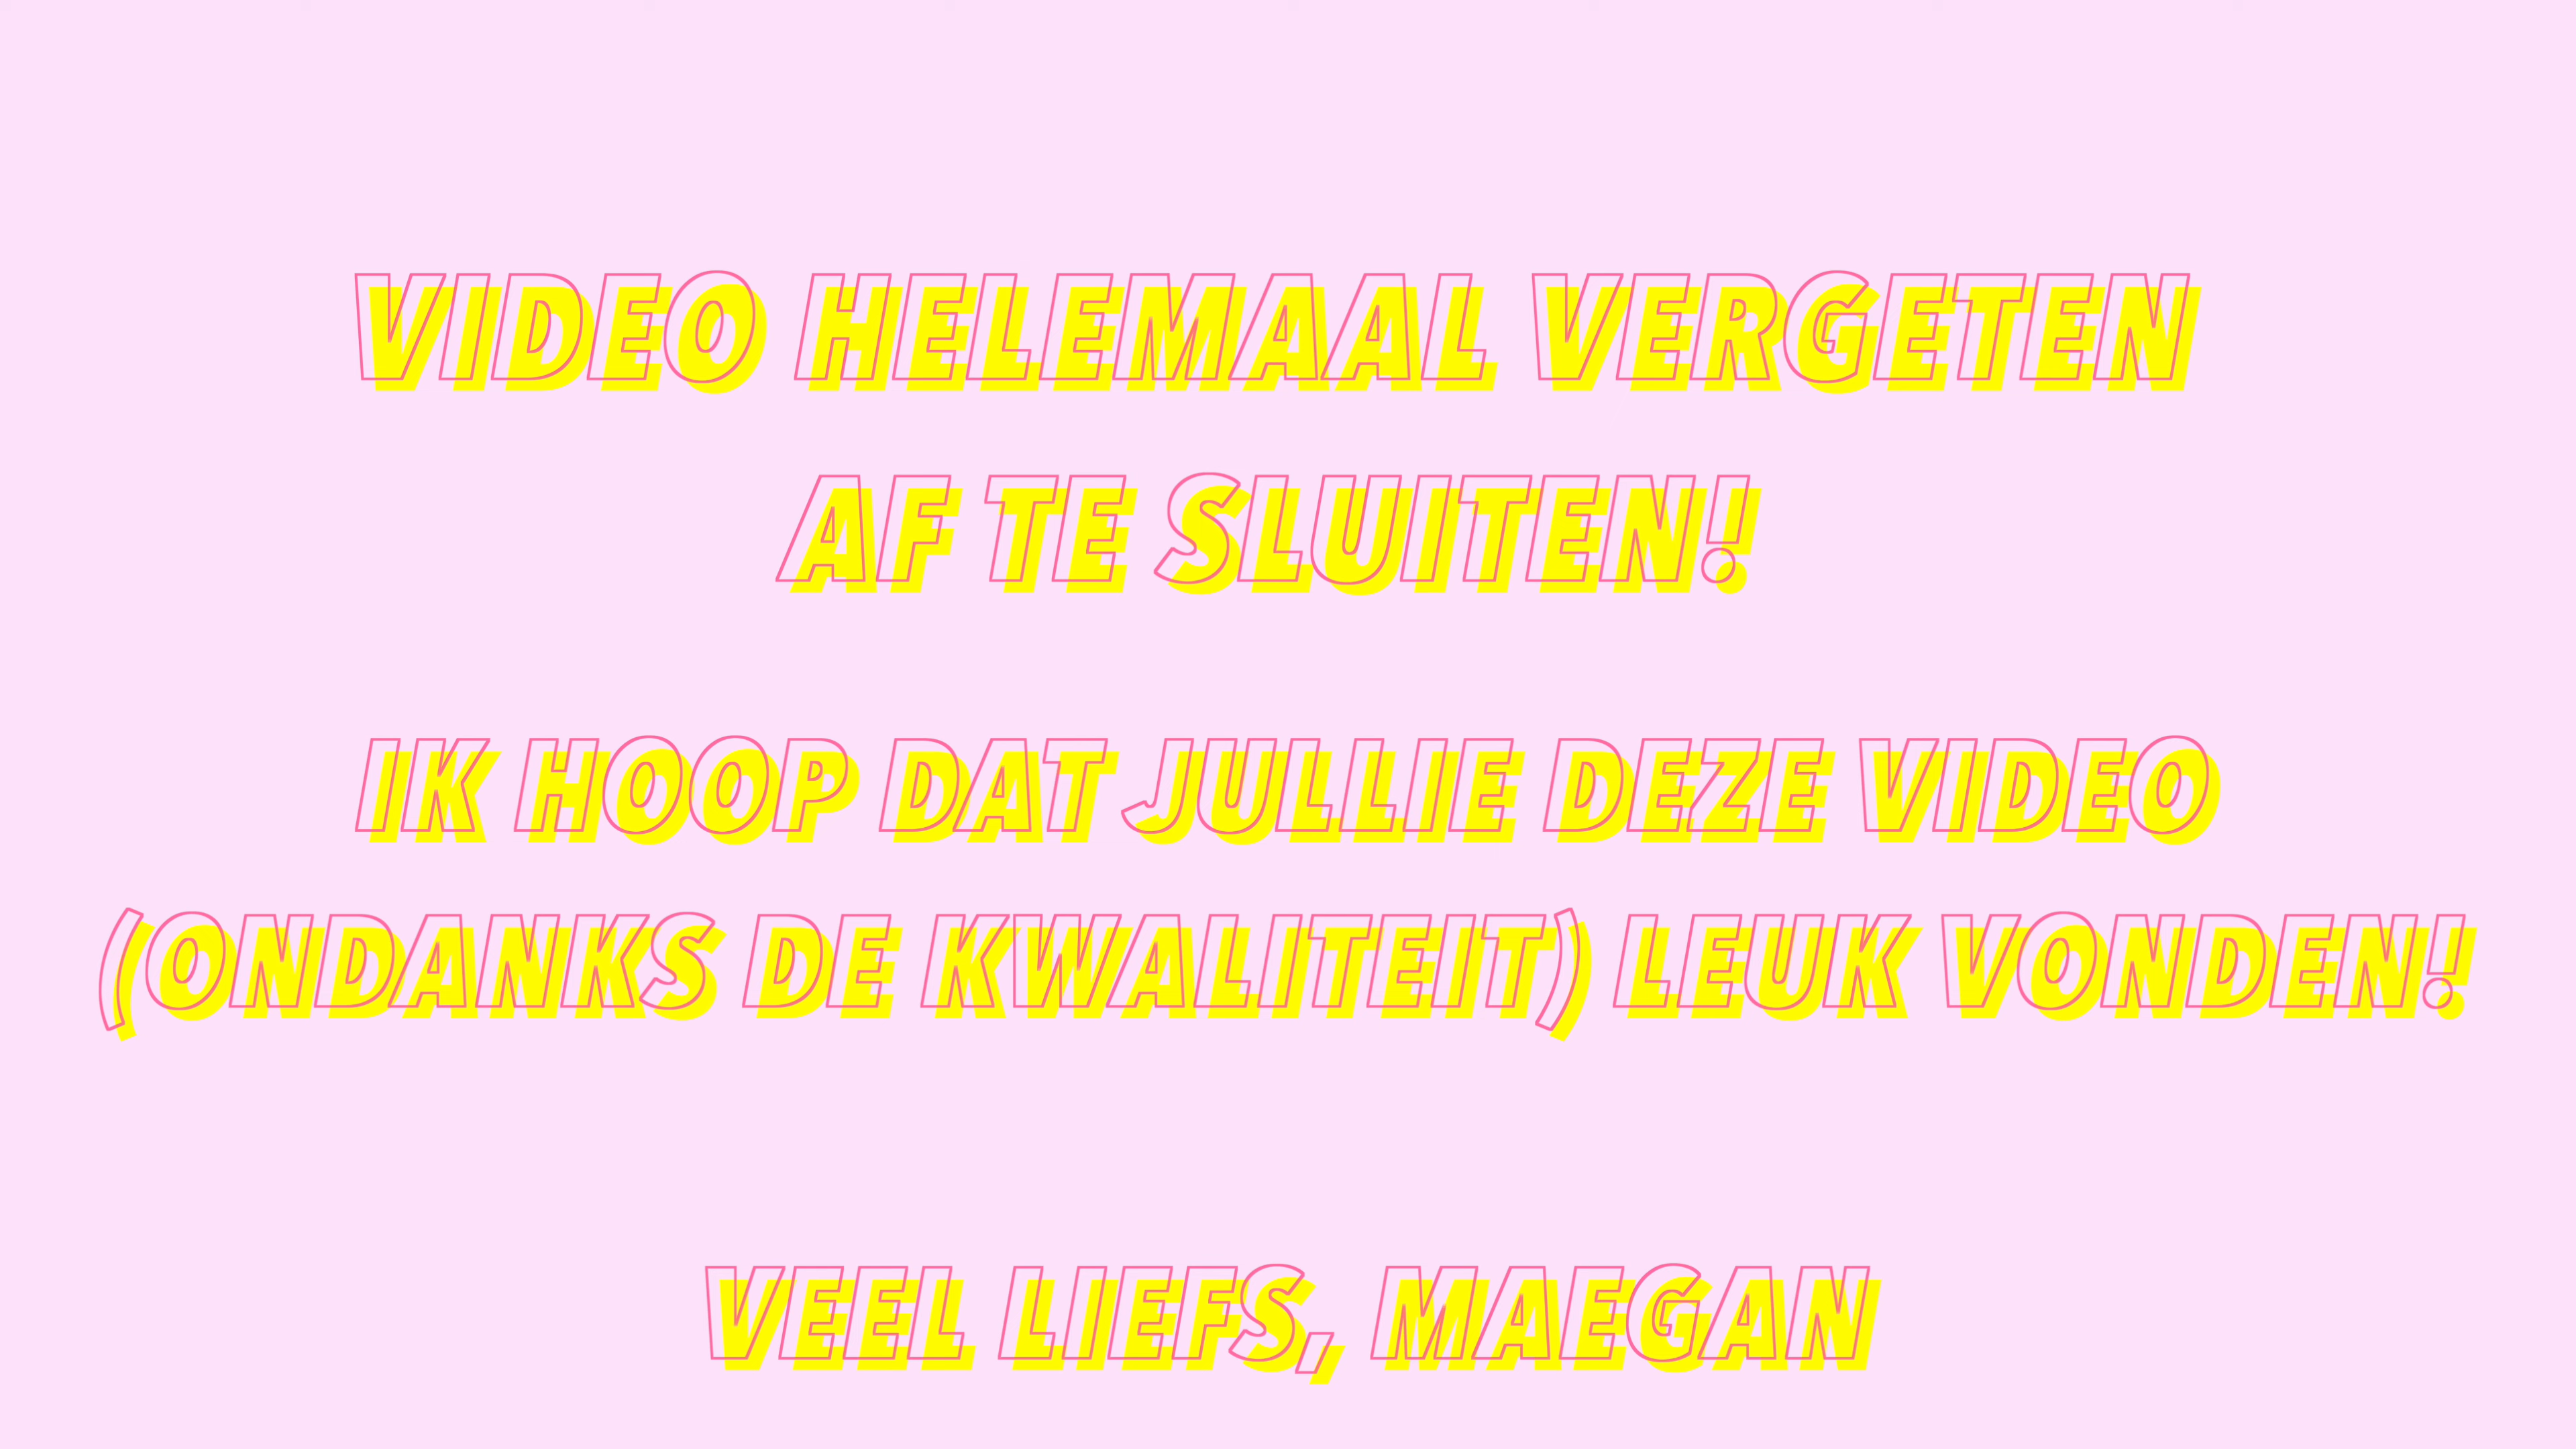 VIDEO HELEMAAL VERGETEN
AF TE SLUITEN!
IK HOOP DAT JULLIE DEZE VIDEO
(ONDANKS DE KWALITEIT) LEUK VONDEN!
VEEL LIEFS, MAEGAN